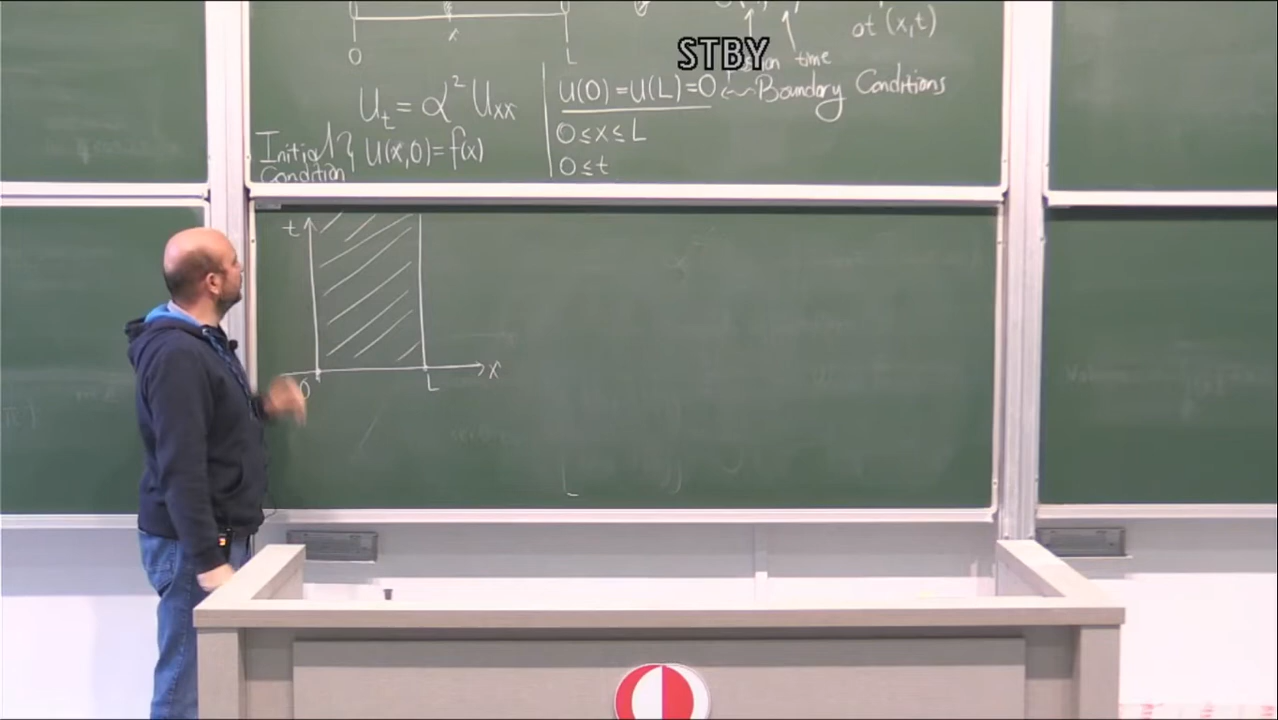 STBY
at (x,t)
time
0 x L
U_t = α² U_xx
u(0) = u(L) = 0 Boundary Conditions
0 ≤ x ≤ L
0 ≤ t
Initial Condition } U(x,0) = f(x)
t
0 L x